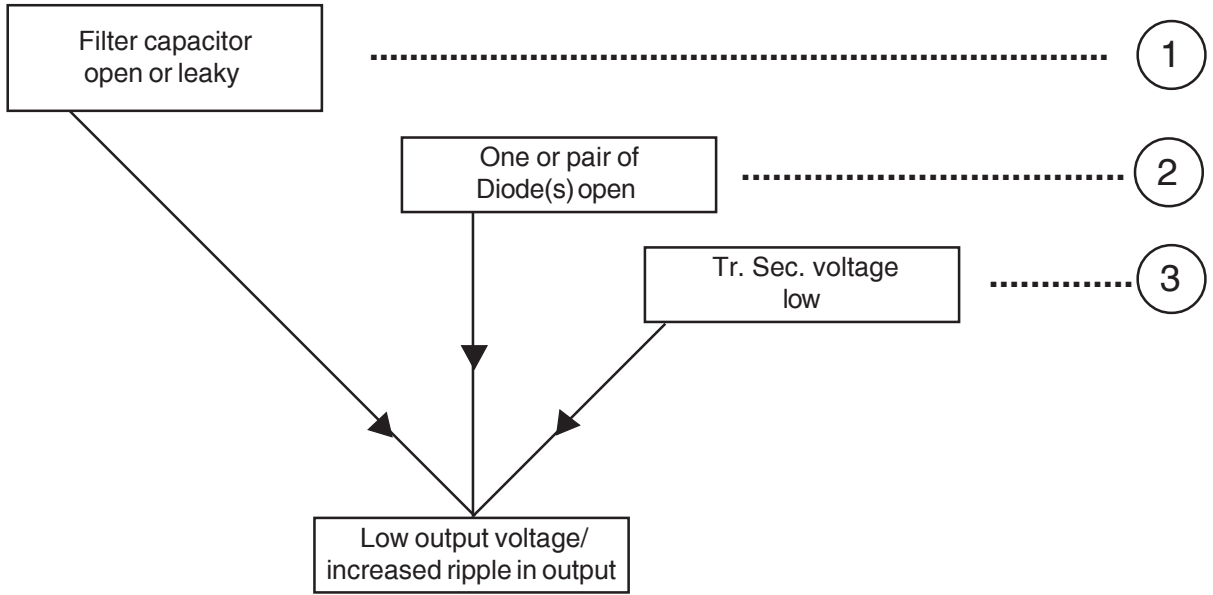 Filter capacitor
open or leaky
1
One or pair of
Diode(s) open
2
Tr. Sec. voltage
low
3
Low output voltage/
increased ripple in output